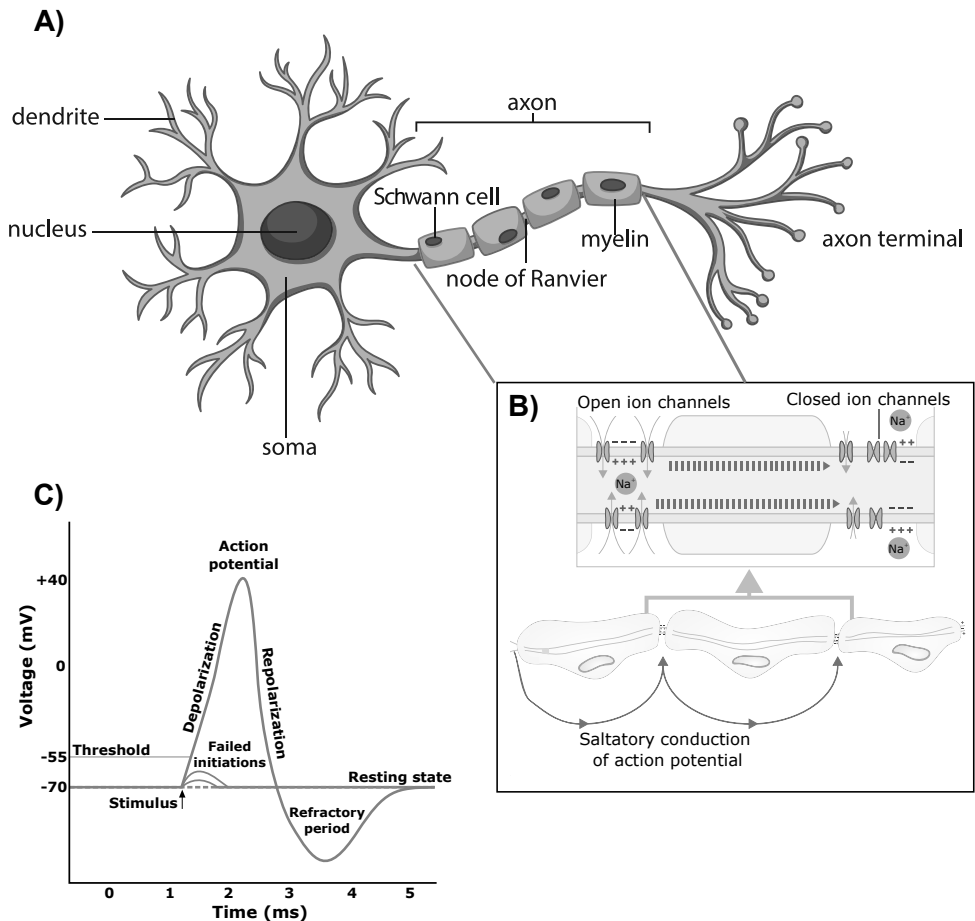 A)
dendrite
axon
Schwann cell
nucleus
myelin
axon terminal
node of Ranvier
soma
B)
Open ion channels
Closed ion channels
Na⁺
--- 
++
+++
--
Na⁺
++
---
--
+++
Na⁺
Saltatory conduction
of action potential
C)
Action
potential
+40
Voltage (mV)
Depolarization
Repolarization
0
Threshold
-55
Failed
initiations
-70
Resting state
Stimulus
Refractory
period
0 1 2 3 4 5
Time (ms)